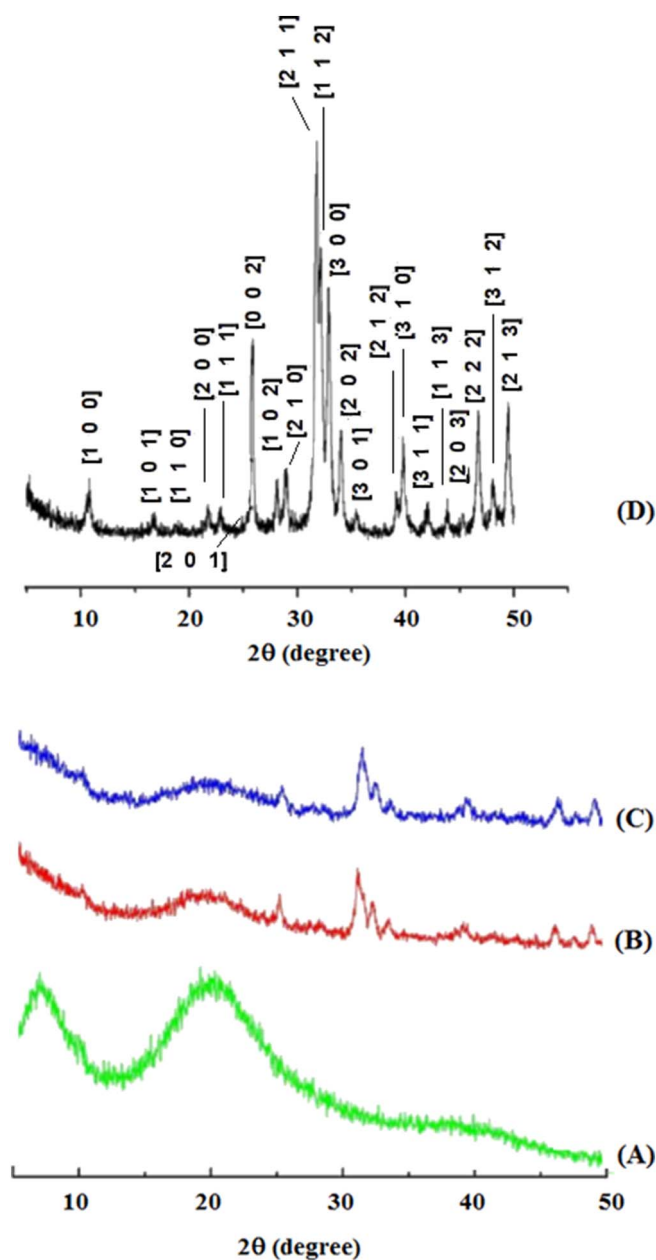 [2 1 1]
[1 1 2]
[3 0 0]
[0 0 2]
[2 0 0]
[1 1 1]
[1 0 0]
[1 0 1]
[1 1 0]
[2 0 1]
[1 0 2]
[2 1 0]
[2 0 2]
[3 0 1]
[2 1 2]
[3 1 0]
[3 1 1]
[1 1 3]
[2 0 3]
[2 2 2]
[3 1 2]
[2 1 3]
(D)
10 20 30 40 50
2θ (degree)
(C)
(B)
(A)
10 20 30 40 50
2θ (degree)